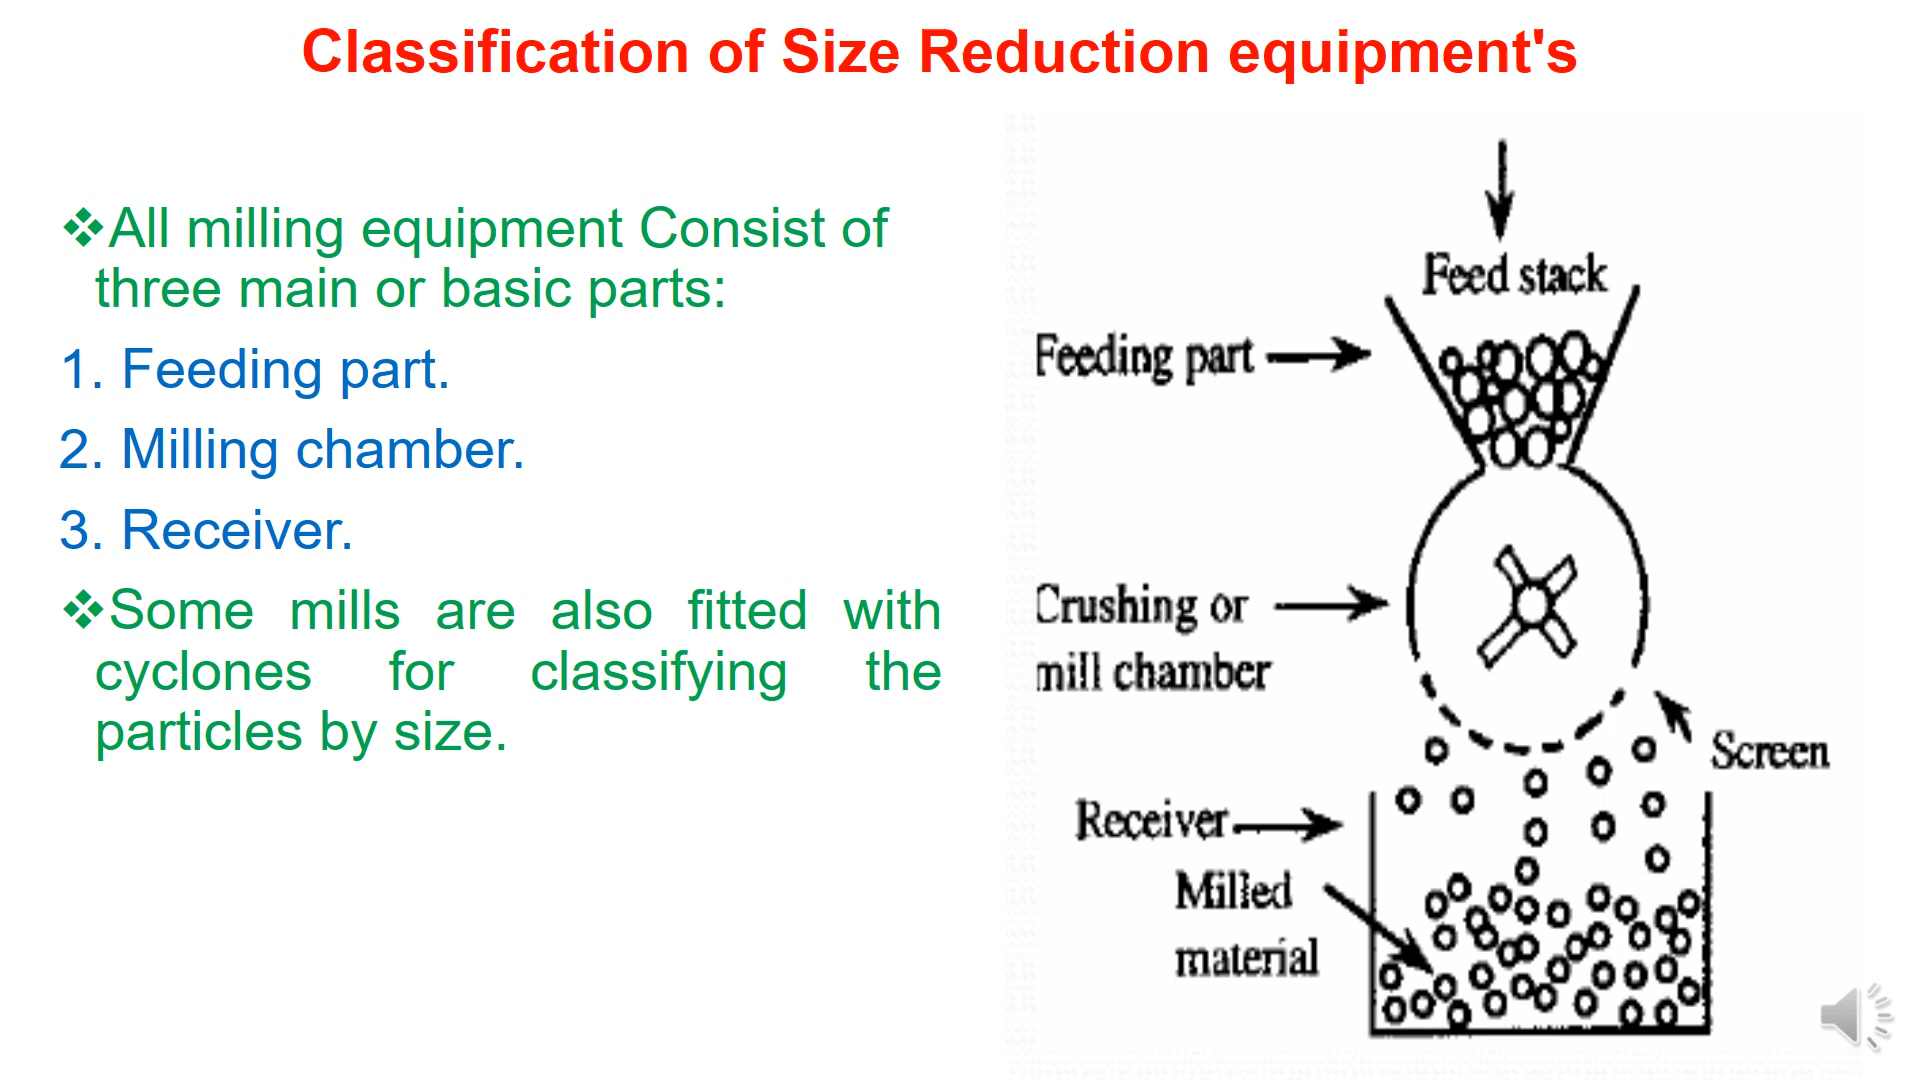 Classification of Size Reduction equipment's
❖All milling equipment Consist of
three main or basic parts:
1. Feeding part.
2. Milling chamber.
3. Receiver.
❖Some mills are also fitted with
cyclones for classifying the
particles by size.
Feed stack
Feeding part
Crushing or
mill chamber
Screen
Receiver
Milled
material